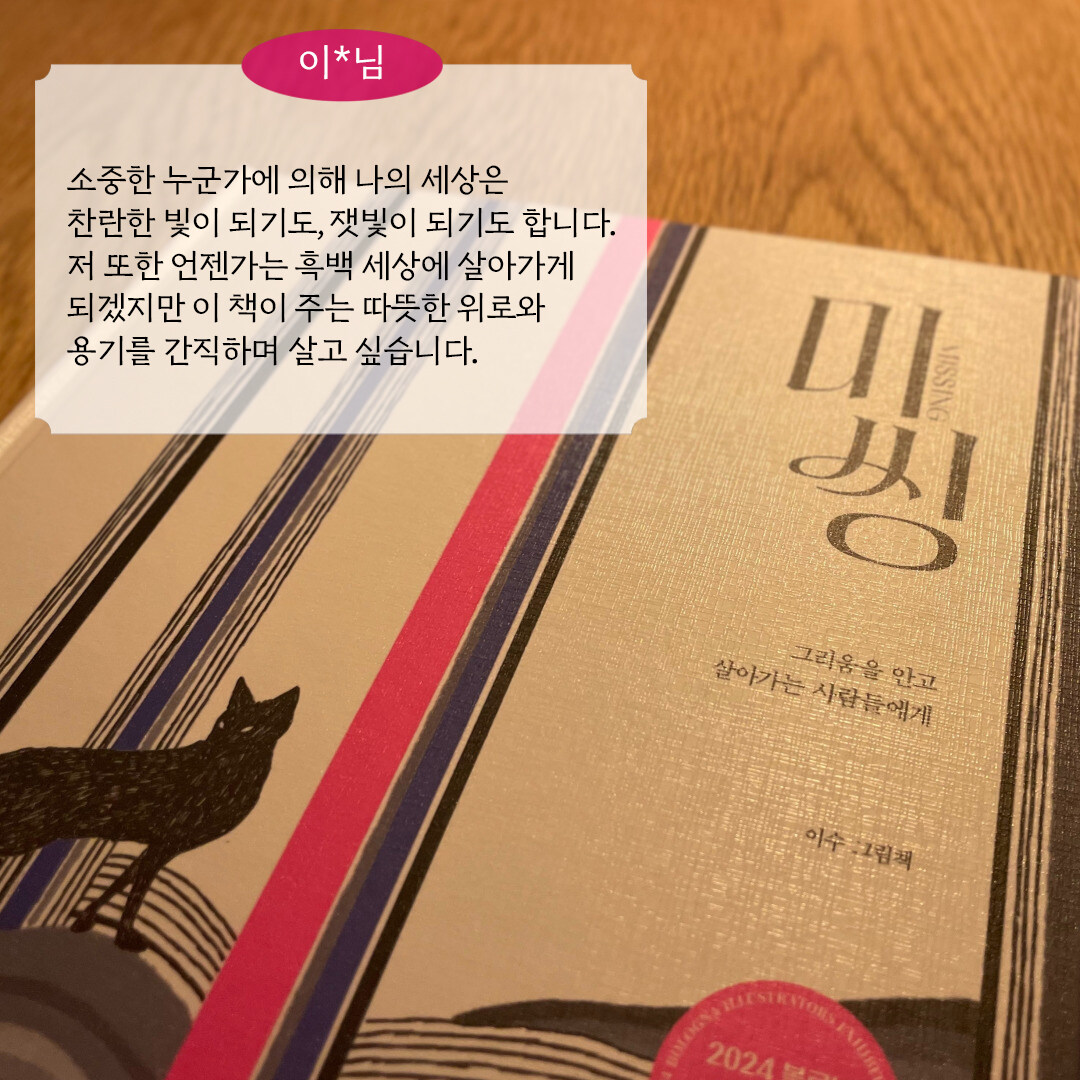 이*님
소중한 누군가에 의해 나의 세상은
찬란한 빛이 되기도, 잿빛이 되기도 합니다.
저 또한 언젠가는 흑백 세상에 살아가게
되겠지만 이 책이 주는 따뜻한 위로와
용기를 간직하며 살고 싶습니다.
미씽
MISSING
그리움을 안고
살아가는 사람들에게
이수 그림책
BOLOGNA ILLUSTRATORS
2024